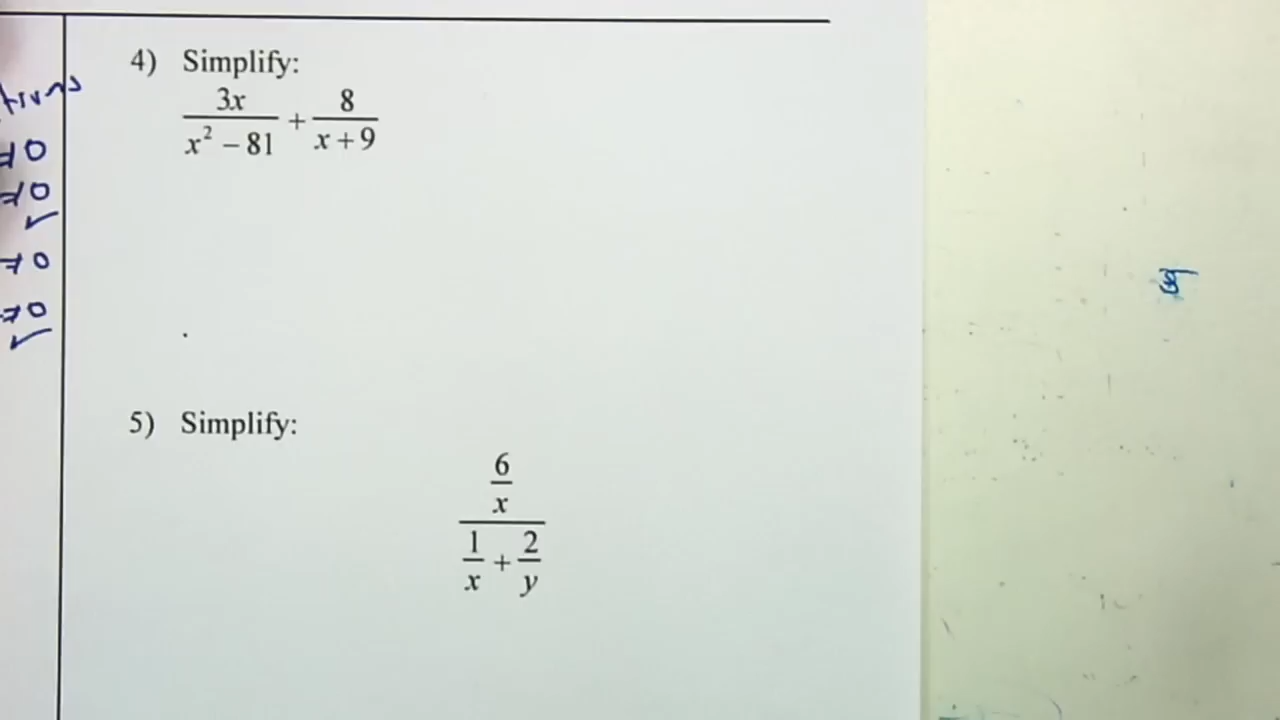 4) Simplify:
3x/(x² – 81) + 8/(x + 9)
≠0
≠0
≠0
≠0
5) Simplify:
(6/x)/(1/x + 2/y)